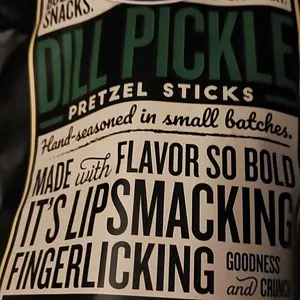 SNACKS.
DILL PICKLE
PRETZEL STICKS
Hand-seasoned in small batches.
MADE with FLAVOR SO BOLD
IT'S LIPSMACKING
FINGERLICKING GOODNESS
and CRUNCH